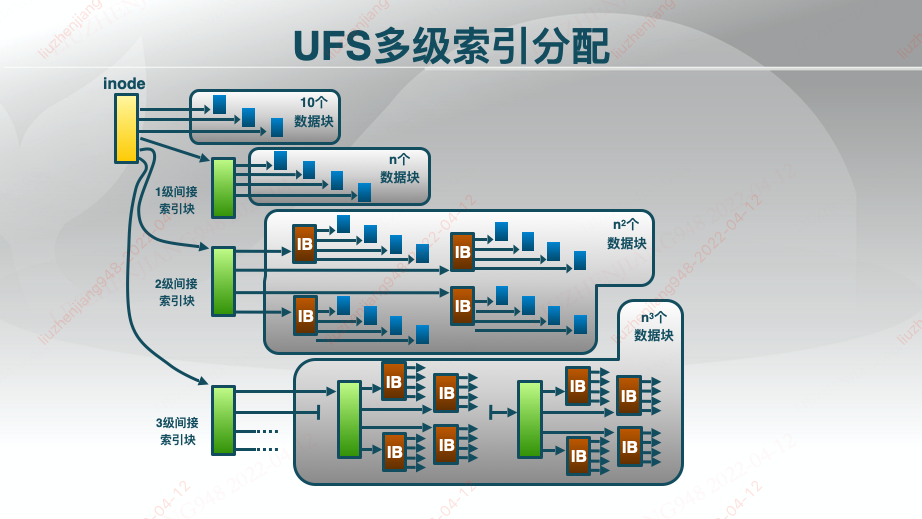 UFS多级索引分配
inode
10个
数据块
n个
数据块
1级间接
索引块
n²个
数据块
IB
IB
2级间接
索引块
IB
IB
n³个
数据块
IB
IB
IB
IB
3级间接
索引块
IB
IB
IB
IB
liuzhenjiang948-2022-04-12